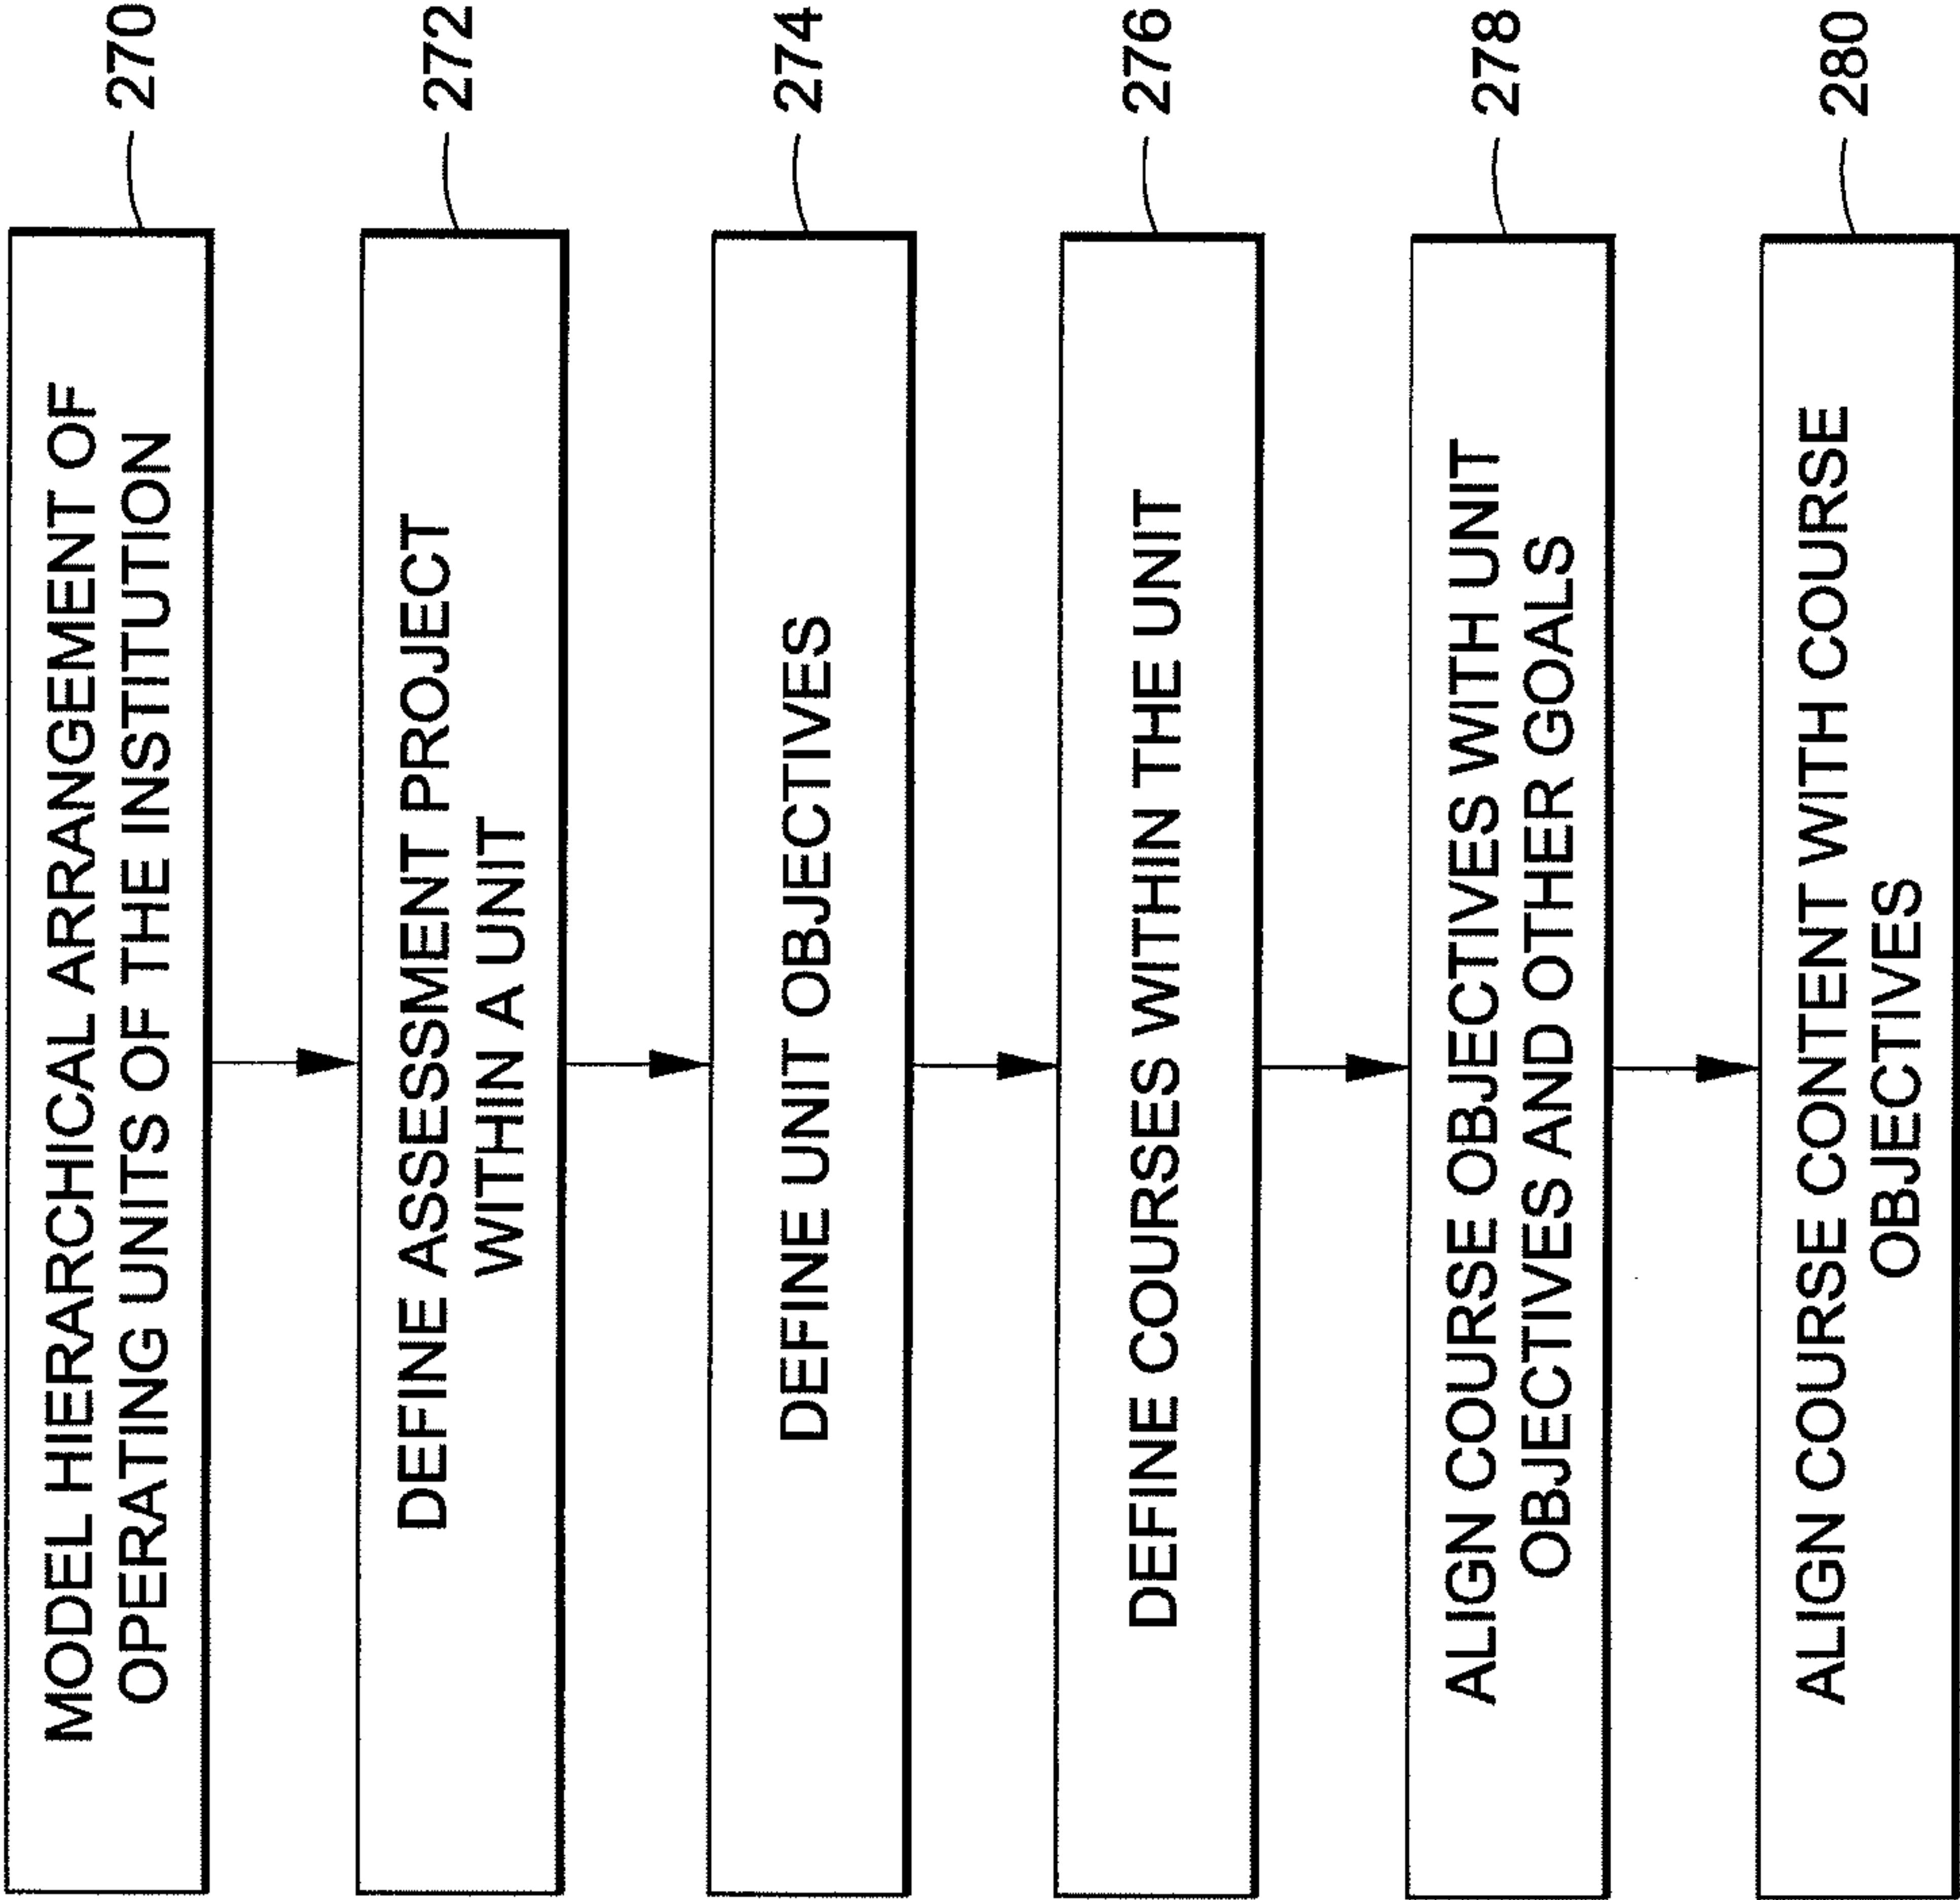 MODEL HIERARCHICAL ARRANGEMENT OF
OPERATING UNITS OF THE INSTITUTION
270
DEFINE ASSESSMENT PROJECT
WITHIN A UNIT
272
DEFINE UNIT OBJECTIVES
274
DEFINE COURSES WITHIN THE UNIT
276
ALIGN COURSE OBJECTIVES WITH UNIT
OBJECTIVES AND OTHER GOALS
278
ALIGN COURSE CONTENT WITH COURSE
OBJECTIVES
280